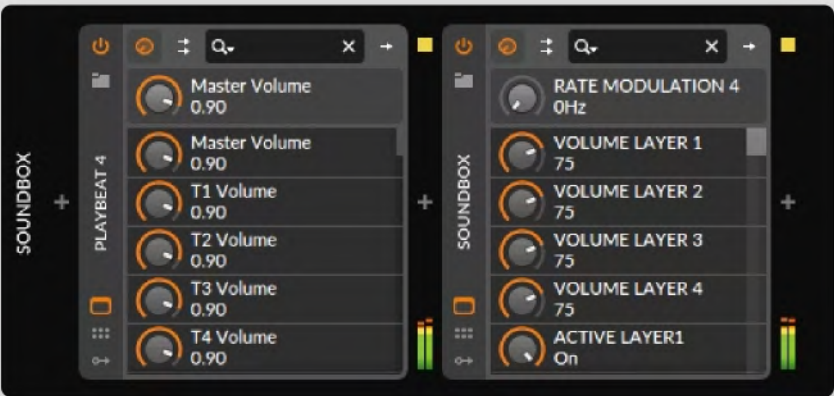 SOUNDBOX
PLAYBEAT 4
Master Volume
0.90
Master Volume
0.90
T1 Volume
0.90
T2 Volume
0.90
T3 Volume
0.90
T4 Volume
0.90
SOUNDBOX
RATE MODULATION 4
0Hz
VOLUME LAYER 1
75
VOLUME LAYER 2
75
VOLUME LAYER 3
75
VOLUME LAYER 4
75
ACTIVE LAYER1
On